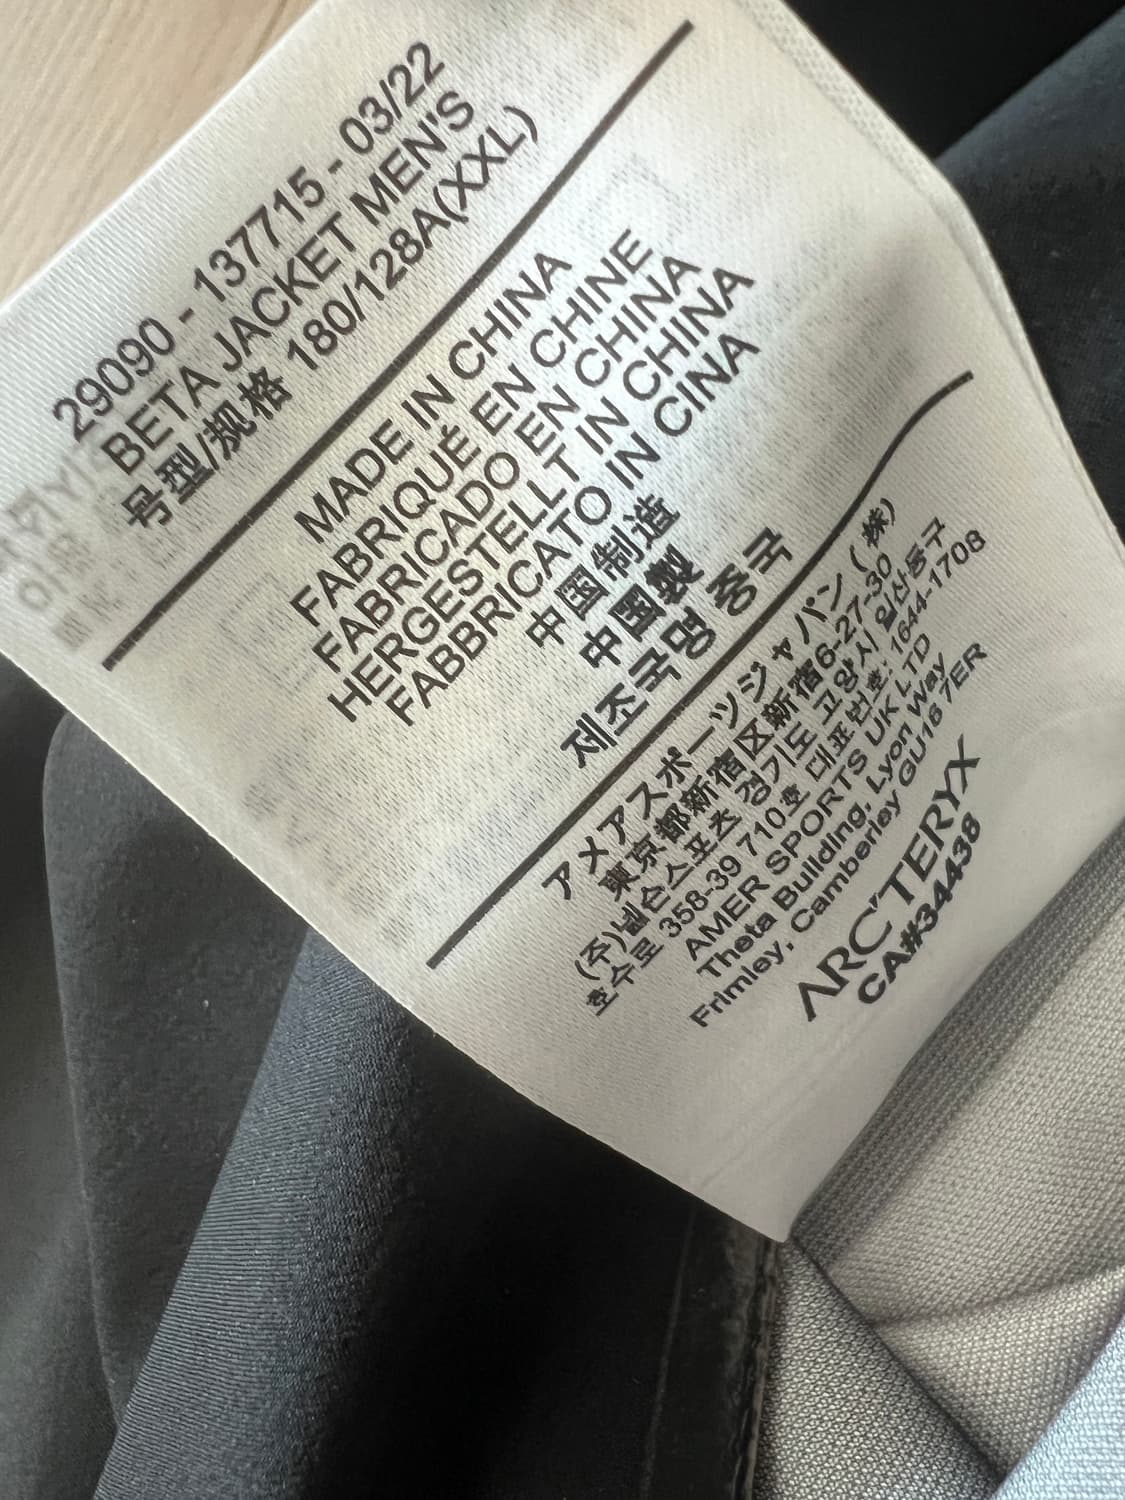 29090 - 137715 - 03/22
BETA JACKET MEN'S
号型/规格 180/128A(XXL)
MADE IN CHINA
FABRIQUÉ EN CHINE
FABRICADO EN CHINA
HERGESTELLT IN CHINA
FABBRICATO IN CINA
中国制造
中國製
제조국명 중국
アメアスポーツジャパン (株)
東京都新宿区新宿6-27-30
(주)넬슨스포츠 경기도 고양시 일산동구
호수로 358-39 710호 대표번호: 1644-1708
AMER SPORTS UK LTD
Theta Building, Lyon Way
Frimley, Camberley GU16 7ER
ARC'TERYX
CA#34438